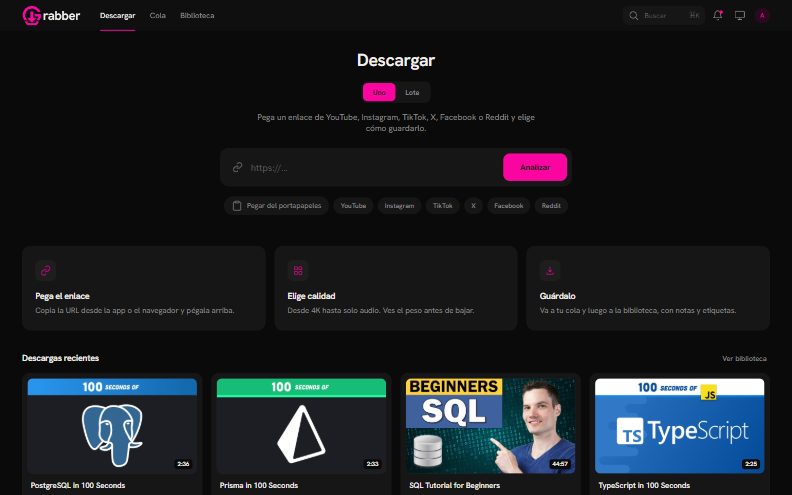 Grabber
Descargar
Cola
Biblioteca
Buscar
⌘K
A
Descargar
Uno
Lote
Pega un enlace de YouTube, Instagram, TikTok, X, Facebook o Reddit y elige
cómo guardarlo.
https://...
Analizar
Pegar del portapapeles
YouTube
Instagram
TikTok
X
Facebook
Reddit
Pega el enlace
Copia la URL desde la app o el navegador y pégala arriba.
Elige calidad
Desde 4K hasta solo audio. Ves el peso antes de bajar.
Guárdalo
Va a tu cola y luego a la biblioteca, con notas y etiquetas.
Descargas recientes
Ver biblioteca
100 SECONDS OF
2:36
PostgreSQL in 100 Seconds
100 SECONDS OF
2:33
Prisma in 100 Seconds
BEGINNERS
SQL
44:57
SQL Tutorial for Beginners
100 SECONDS OF
JS
TS TypeScript
2:25
TypeScript in 100 Seconds